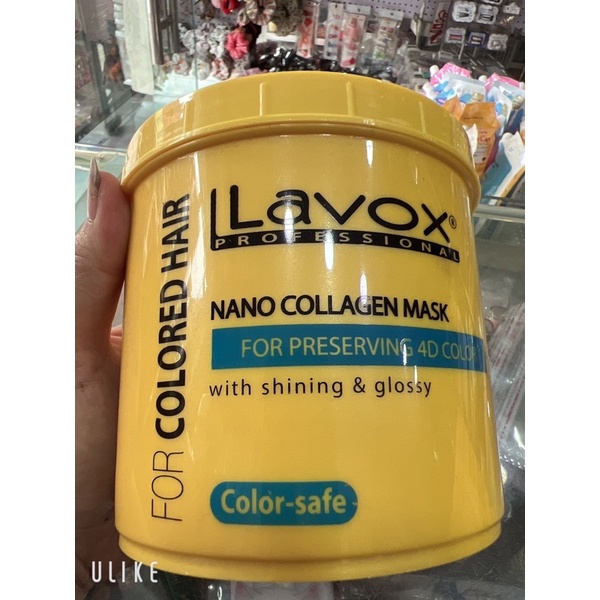 FOR COLORED HAIR
Lavox®
PROFESSIONAL
NANO COLLAGEN MASK
FOR PRESERVING 4D COLOR
with shining & glossy
Color-safe
ULIKE